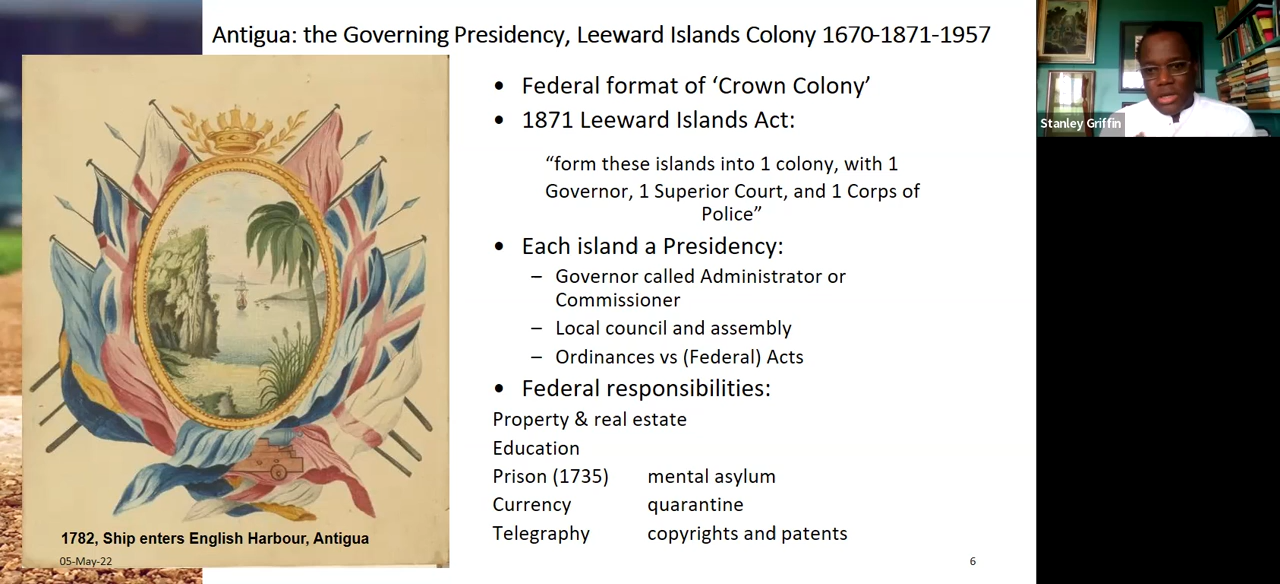 Antigua: the Governing Presidency, Leeward Islands Colony 1670-1871-1957
• Federal format of ‘Crown Colony’
• 1871 Leeward Islands Act:
“form these islands into 1 colony, with 1
Governor, 1 Superior Court, and 1 Corps of
Police”
• Each island a Presidency:
– Governor called Administrator or
Commissioner
– Local council and assembly
– Ordinances vs (Federal) Acts
• Federal responsibilities:
Property & real estate
Education
Prison (1735) mental asylum
Currency quarantine
Telegraphy copyrights and patents
1782, Ship enters English Harbour, Antigua
05-May-22
6
Stanley Griffin